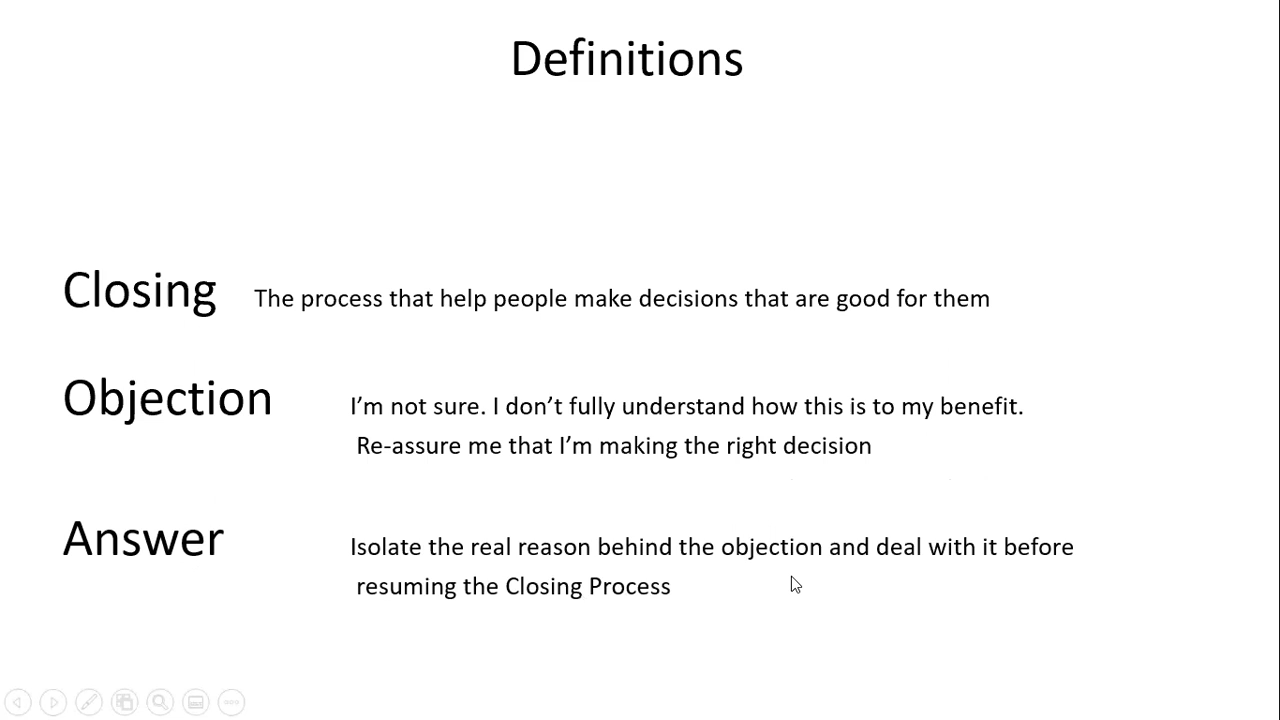 Definitions
Closing The process that help people make decisions that are good for them
Objection I’m not sure. I don’t fully understand how this is to my benefit.
Re-assure me that I’m making the right decision
Answer Isolate the real reason behind the objection and deal with it before
resuming the Closing Process